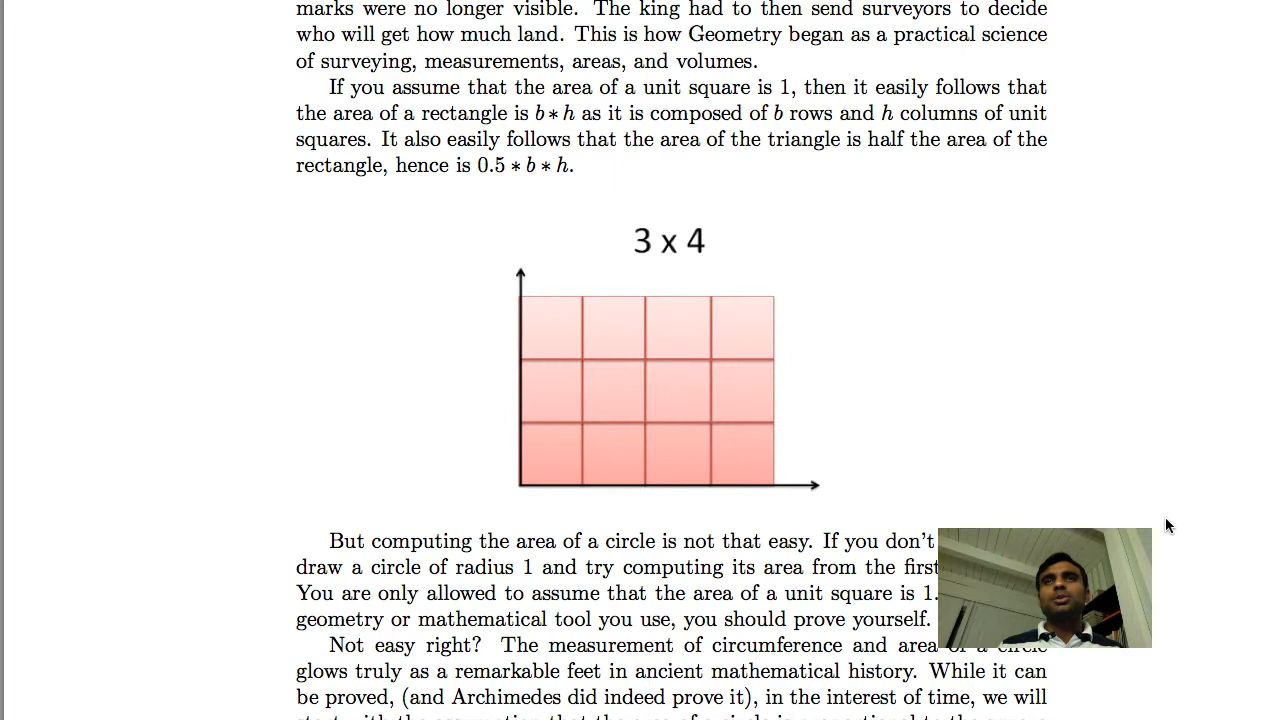 marks were no longer visible. The king had to then send surveyors to decide
who will get how much land. This is how Geometry began as a practical science
of surveying, measurements, areas, and volumes.
If you assume that the area of a unit square is 1, then it easily follows that
the area of a rectangle is b ∗ h as it is composed of b rows and h columns of unit
squares. It also easily follows that the area of the triangle is half the area of the
rectangle, hence is 0.5 ∗ b ∗ h.
3 x 4
But computing the area of a circle is not that easy. If you don't
draw a circle of radius 1 and try computing its area from the first
You are only allowed to assume that the area of a unit square is 1.
geometry or mathematical tool you use, you should prove yourself.
Not easy right? The measurement of circumference and area of a circle
glows truly as a remarkable feet in ancient mathematical history. While it can
be proved, (and Archimedes did indeed prove it), in the interest of time, we will